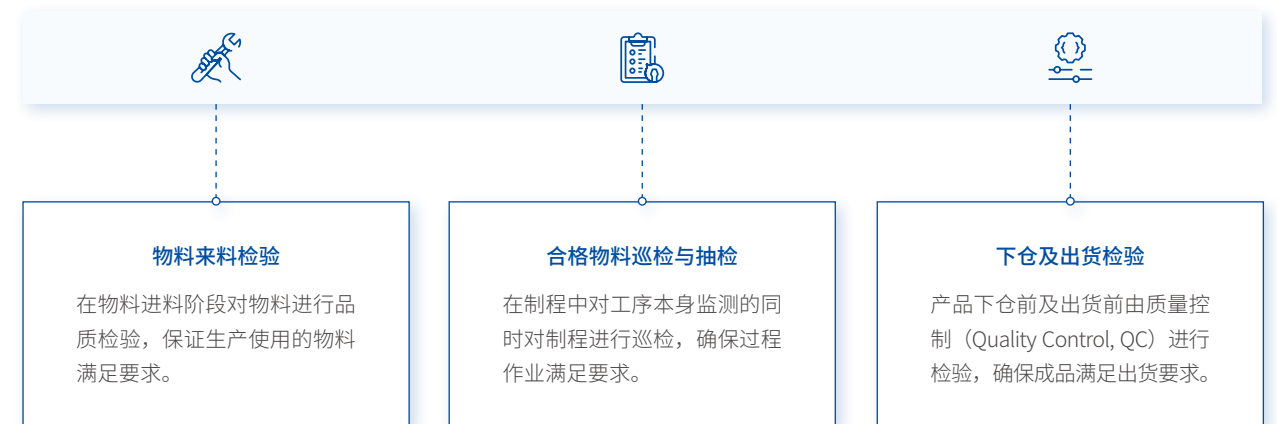 物料来料检验
在物料进料阶段对物料进行品
质检验，保证生产使用的物料
满足要求。
合格物料巡检与抽检
在制程中对工序本身监测的同
时对制程进行巡检，确保过程
作业满足要求。
下仓及出货检验
产品下仓前及出货前由质量控
制（Quality Control, QC）进行
检验，确保成品满足出货要求。